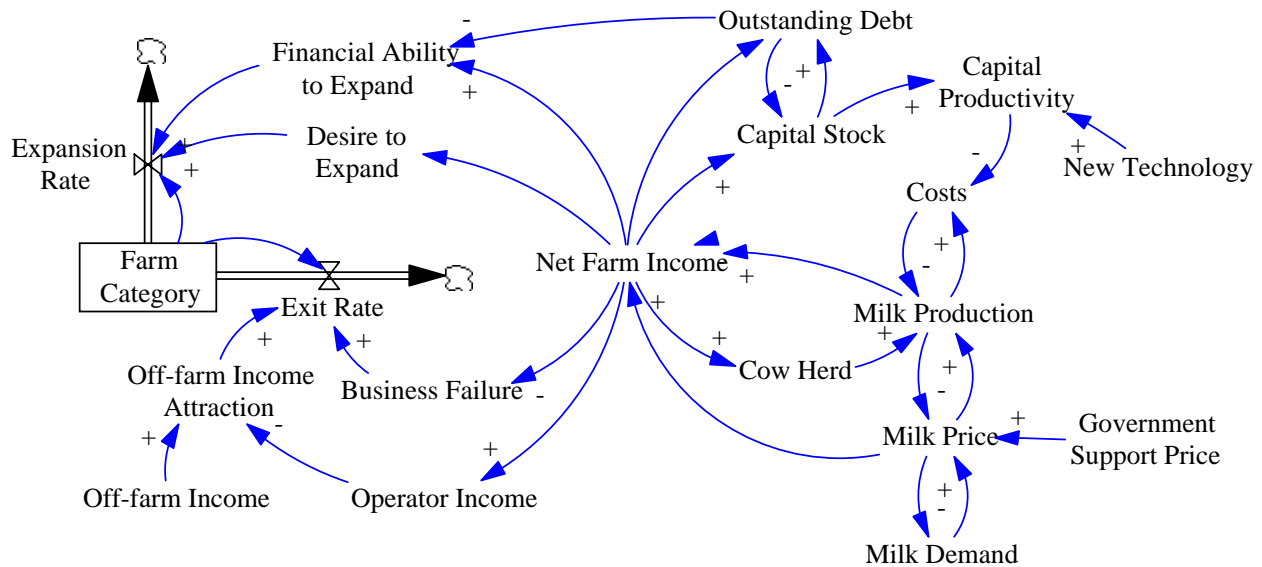 Outstanding Debt
-
Financial Ability
to Expand
+
-
+
Capital
Productivity
+
Capital Stock
Desire to
Expand
+
+
Expansion
Rate
+
New Technology
-
+
Costs
+
-
Farm
Category
Net Farm Income
+
Exit Rate
+
+
Milk Production
+
+
+
Cow Herd
Off-farm Income
Attraction
Business Failure
-
+
-
+
-
Milk Price
+
Government
Support Price
+
Off-farm Income
Operator Income
+
-
Milk Demand